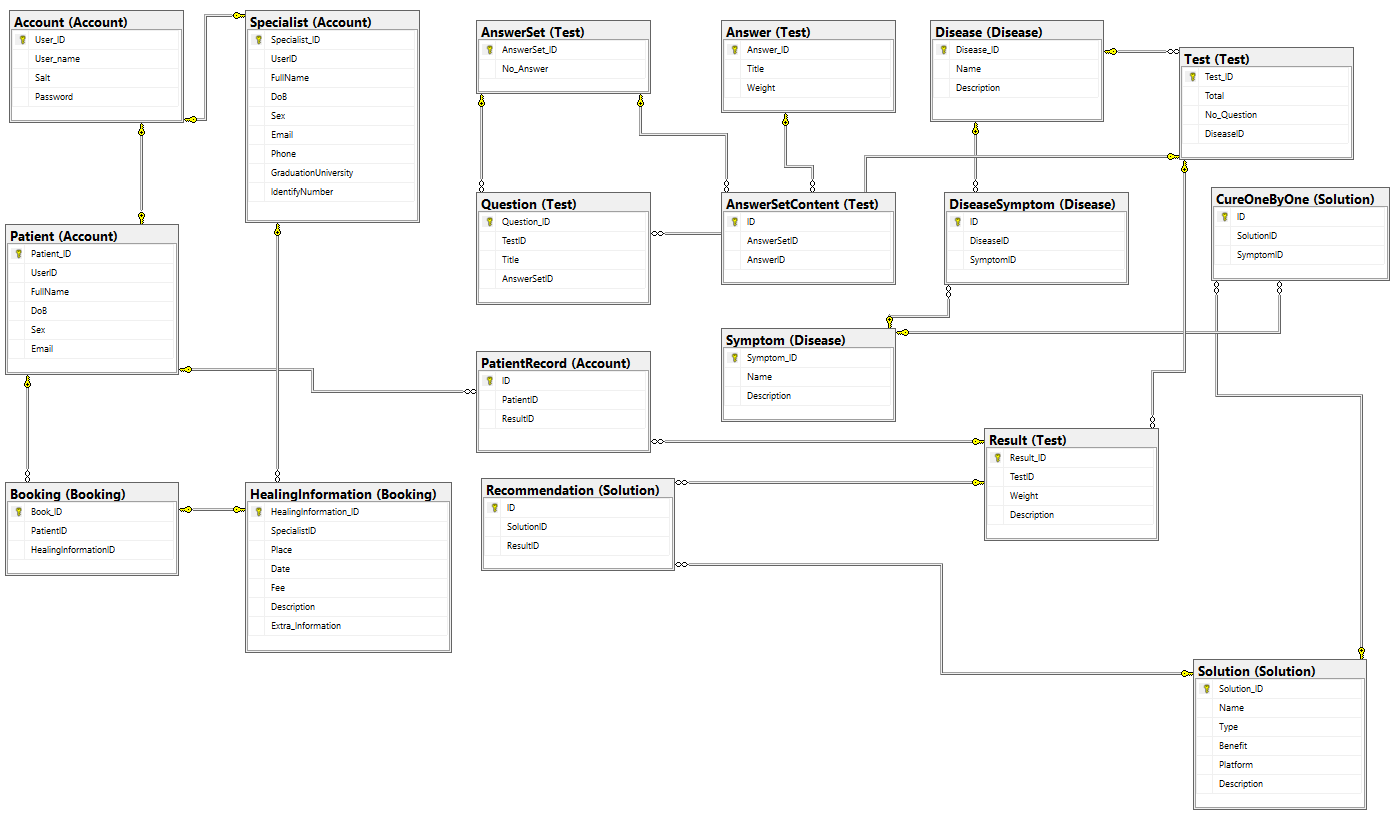 Account (Account)
User_ID
User_name
Salt
Password
Specialist (Account)
Specialist_ID
UserID
FullName
DoB
Sex
Email
Phone
GraduationUniversity
IdentifyNumber
AnswerSet (Test)
AnswerSet_ID
No_Answer
Answer (Test)
Answer_ID
Title
Weight
Disease (Disease)
Disease_ID
Name
Description
Test (Test)
Test_ID
Total
No_Question
DiseaseID
Patient (Account)
Patient_ID
UserID
FullName
DoB
Sex
Email
Question (Test)
Question_ID
TestID
Title
AnswerSetID
AnswerSetContent (Test)
ID
AnswerSetID
AnswerID
DiseaseSymptom (Disease)
ID
DiseaseID
SymptomID
CureOneByOne (Solution)
ID
SolutionID
SymptomID
Symptom (Disease)
Symptom_ID
Name
Description
PatientRecord (Account)
ID
PatientID
ResultID
Result (Test)
Result_ID
TestID
Weight
Description
Booking (Booking)
Book_ID
PatientID
HealingInformationID
HealingInformation (Booking)
HealingInformation_ID
SpecialistID
Place
Date
Fee
Description
Extra_Information
Recommendation (Solution)
ID
SolutionID
ResultID
Solution (Solution)
Solution_ID
Name
Type
Benefit
Platform
Description